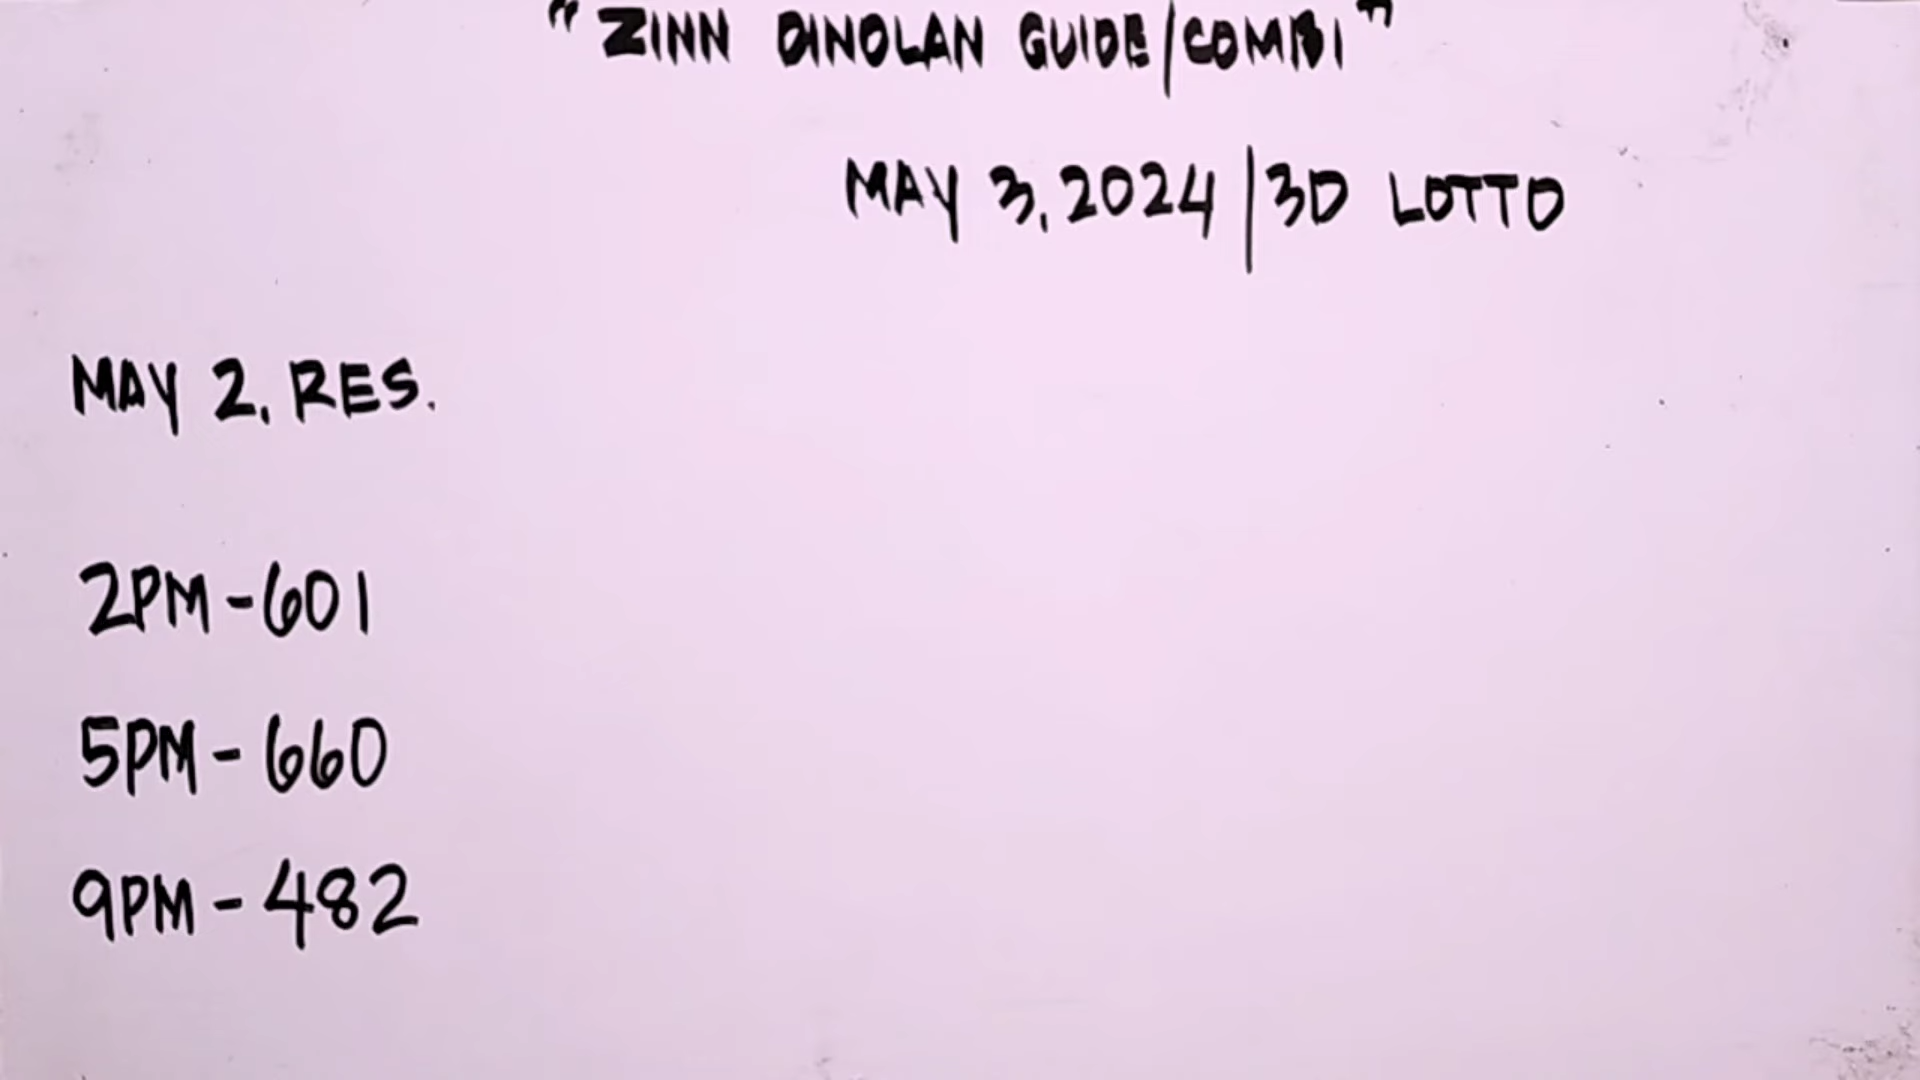 "ZINN DINOLAN GUIDE/COMBI"
MAY 3, 2024 | 3D LOTTO
MAY 2, RES.
2PM - 601
5PM - 660
9PM - 482